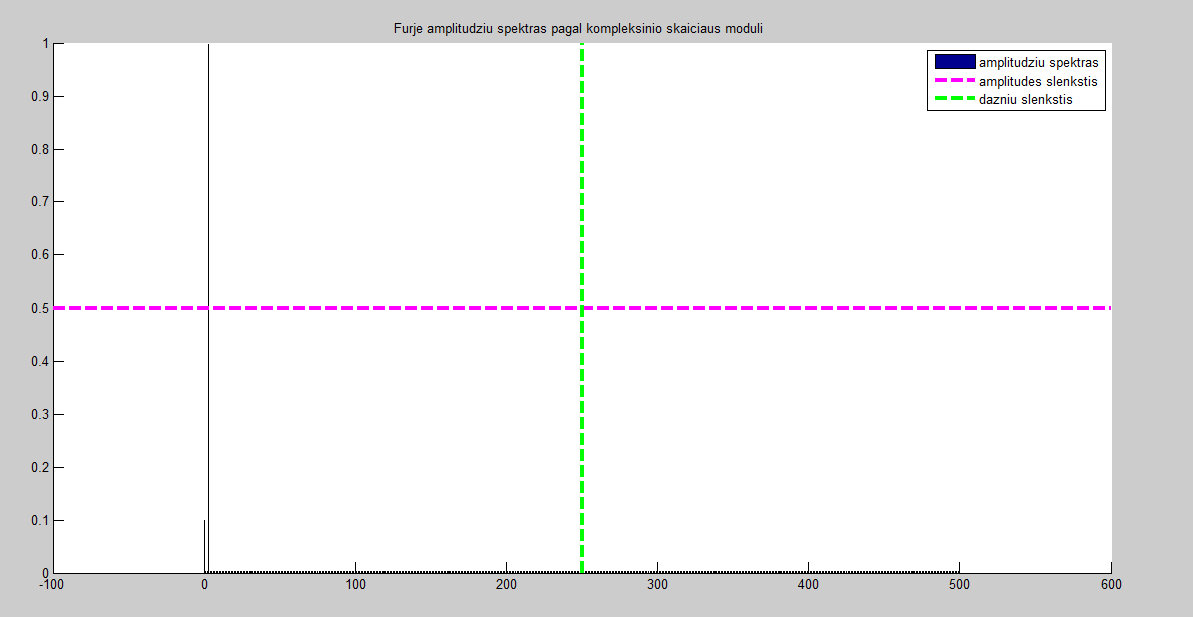 Furje amplitudziu spektras pagal kompleksinio skaiciaus moduli
amplitudziu spektras
amplitudes slenkstis
dazniu slenkstis
1
0.9
0.8
0.7
0.6
0.5
0.4
0.3
0.2
0.1
0
-100 0 100 200 300 400 500 600